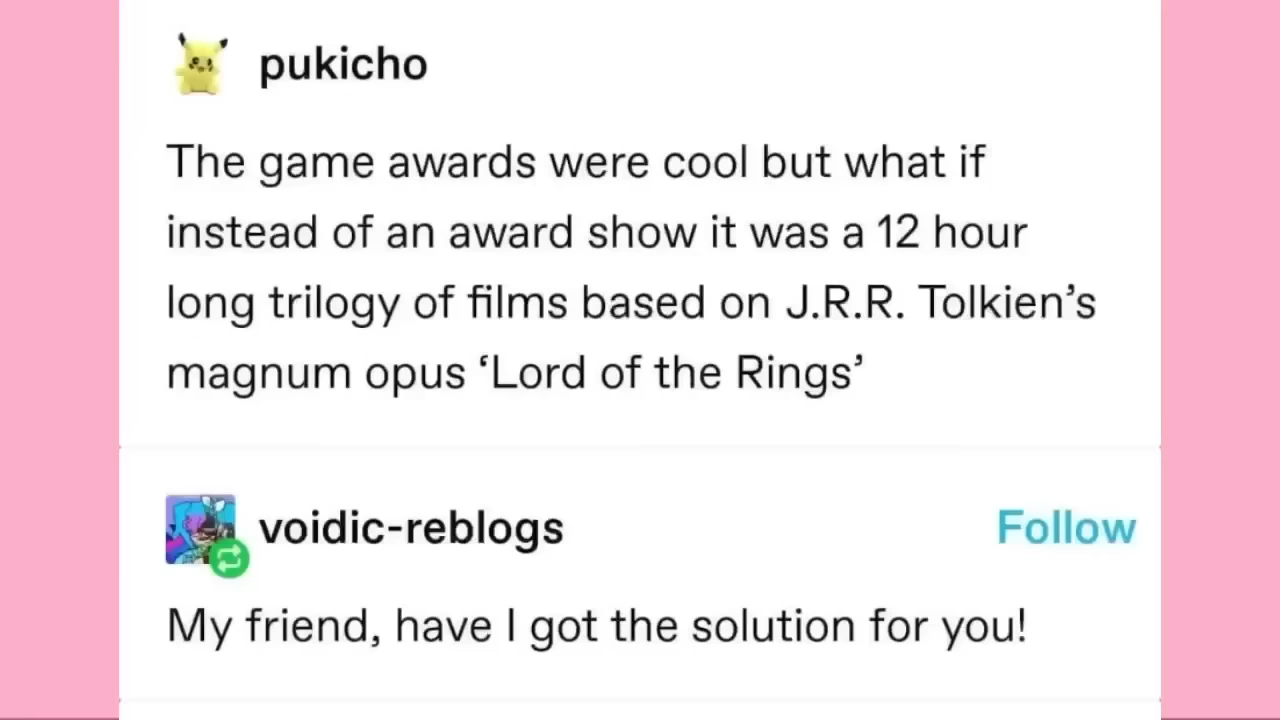 pukicho
The game awards were cool but what if
instead of an award show it was a 12 hour
long trilogy of films based on J.R.R. Tolkien’s
magnum opus ‘Lord of the Rings’
voidic-reblogs Follow
My friend, have I got the solution for you!